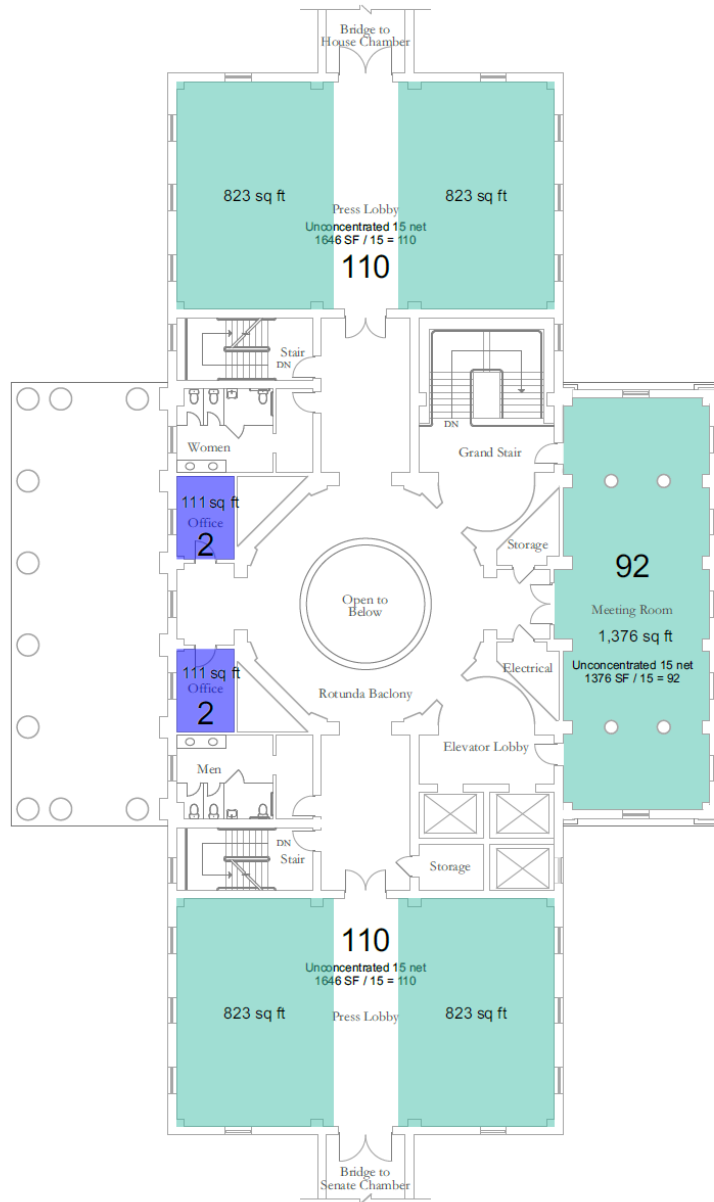 Bridge to
House Chamber
823 sq ft
823 sq ft
Press Lobby
Unconcentrated 15 net
1646 SF / 15 = 110
110
Stair
DN
DN
Women
Grand Stair
111 sq ft
Office
2
Storage
92
Open to
Below
Meeting Room
1,376 sq ft
Unconcentrated 15 net
1376 SF / 15 = 92
111 sq ft
Office
2
Electrical
Rotunda Baclony
Elevator Lobby
Men
DN
Stair
Storage
110
Unconcentrated 15 net
1646 SF / 15 = 110
823 sq ft
823 sq ft
Press Lobby
Bridge to
Senate Chamber